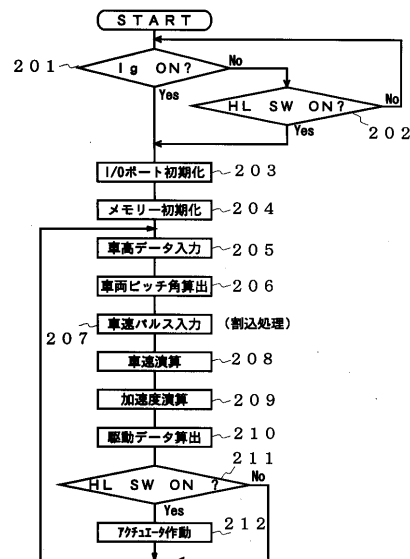 START
201
Ig ON?
No
Yes
HL SW ON?
202
Yes
I/Oポート初期化
203
メモリー初期化
204
車高データ入力
205
車両ピッチ角算出
206
207
車速パルス入力
(割込処理)
車速演算
208
加速度演算
209
駆動データ算出
210
211
HL SW ON ?
No
Yes
アクチュエータ作動
212